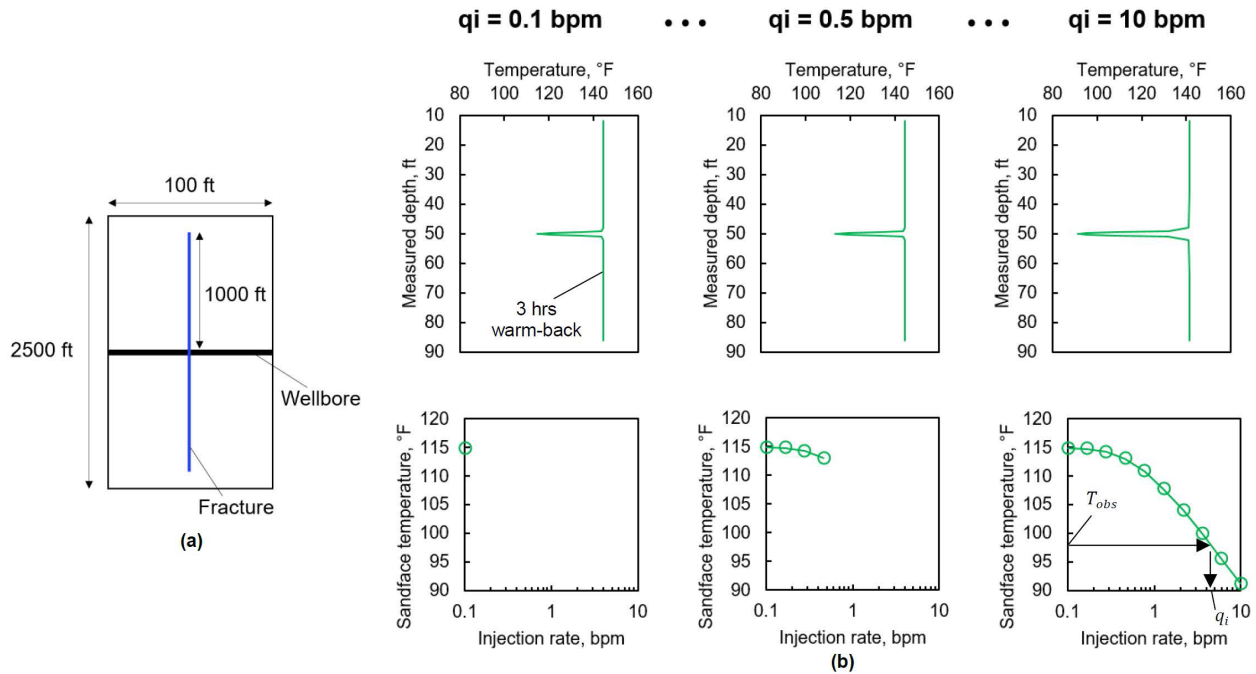 qi = 0.1 bpm ... qi = 0.5 bpm ... qi = 10 bpm
100 ft
2500 ft
1000 ft
Wellbore
Fracture
(a)
Temperature, °F
80 100 120 140 160
Measured depth, ft
10
20
30
40
50
60
70
80
90
3 hrs
warm-back
Temperature, °F
80 100 120 140 160
Measured depth, ft
10
20
30
40
50
60
70
80
90
Temperature, °F
80 100 120 140 160
Measured depth, ft
10
20
30
40
50
60
70
80
90
Sandface temperature, °F
120
115
110
105
100
95
90
0.1 1 10
Injection rate, bpm
Sandface temperature, °F
120
115
110
105
100
95
90
0.1 1 10
Injection rate, bpm
Sandface temperature, °F
120
115
110
105
100
95
90
T_obs
0.1 1 10
q_i
Injection rate, bpm
(b)